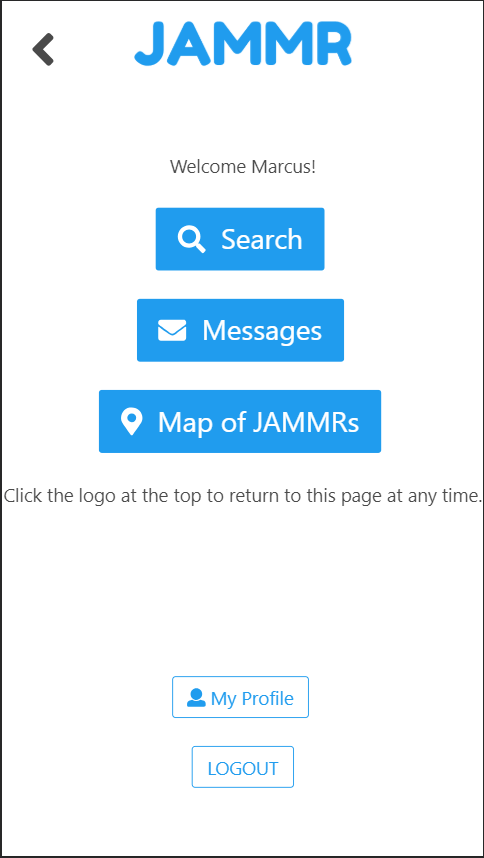 JAMMR
Welcome Marcus!
Search
Messages
Map of JAMMRs
Click the logo at the top to return to this page at any time.
My Profile
LOGOUT